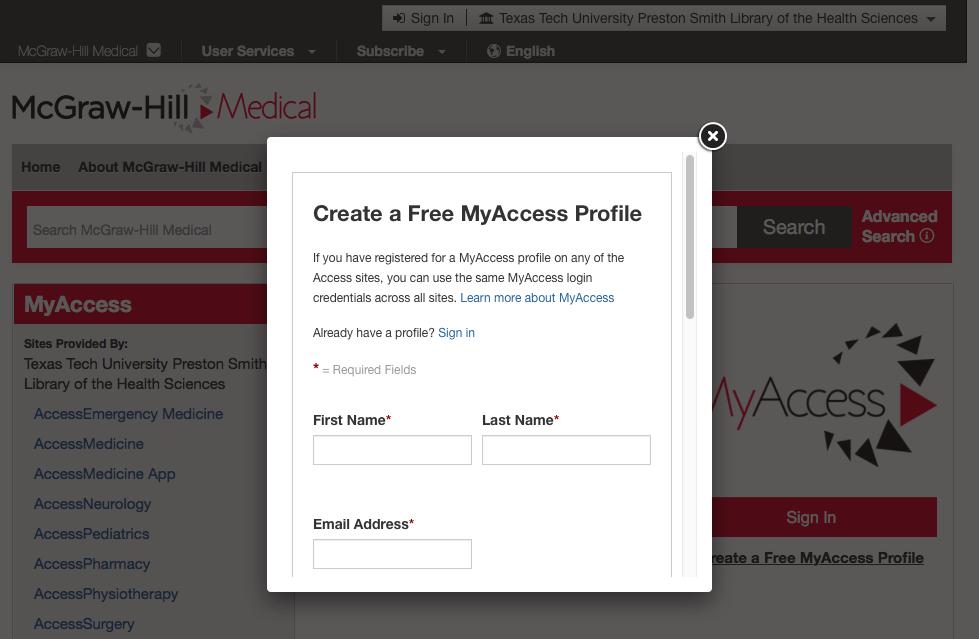 Sign In
Texas Tech University Preston Smith Library of the Health Sciences
McGraw-Hill Medical
User Services
Subscribe
English
McGraw-Hill Medical
Home
About McGraw-Hill Medical
Search McGraw-Hill Medical
Search
Advanced
Search
MyAccess
Sites Provided By:
Texas Tech University Preston Smith
Library of the Health Sciences
AccessEmergency Medicine
AccessMedicine
AccessMedicine App
AccessNeurology
AccessPediatrics
AccessPharmacy
AccessPhysiotherapy
AccessSurgery
Create a Free MyAccess Profile
If you have registered for a MyAccess profile on any of the
Access sites, you can use the same MyAccess login
credentials across all sites. Learn more about MyAccess
Already have a profile? Sign in
* = Required Fields
First Name*
Last Name*
Email Address*
MyAccess
Sign In
reate a Free MyAccess Profile